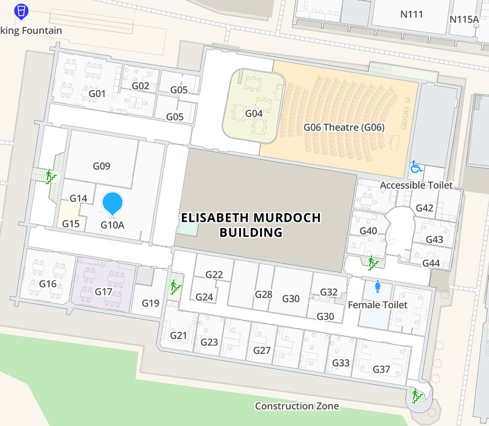 N111
N115A
king Fountain
G01
G02
G05
G05
G04
G06 Theatre (G06)
G09
Accessible Toilet
G14
G42
G15
G10A
ELISABETH MURDOCH
BUILDING
G40
G43
G44
G16
G17
G19
G22
G24
G28
G30
G32
G30
Female Toilet
G21
G23
G27
G33
G37
Construction Zone